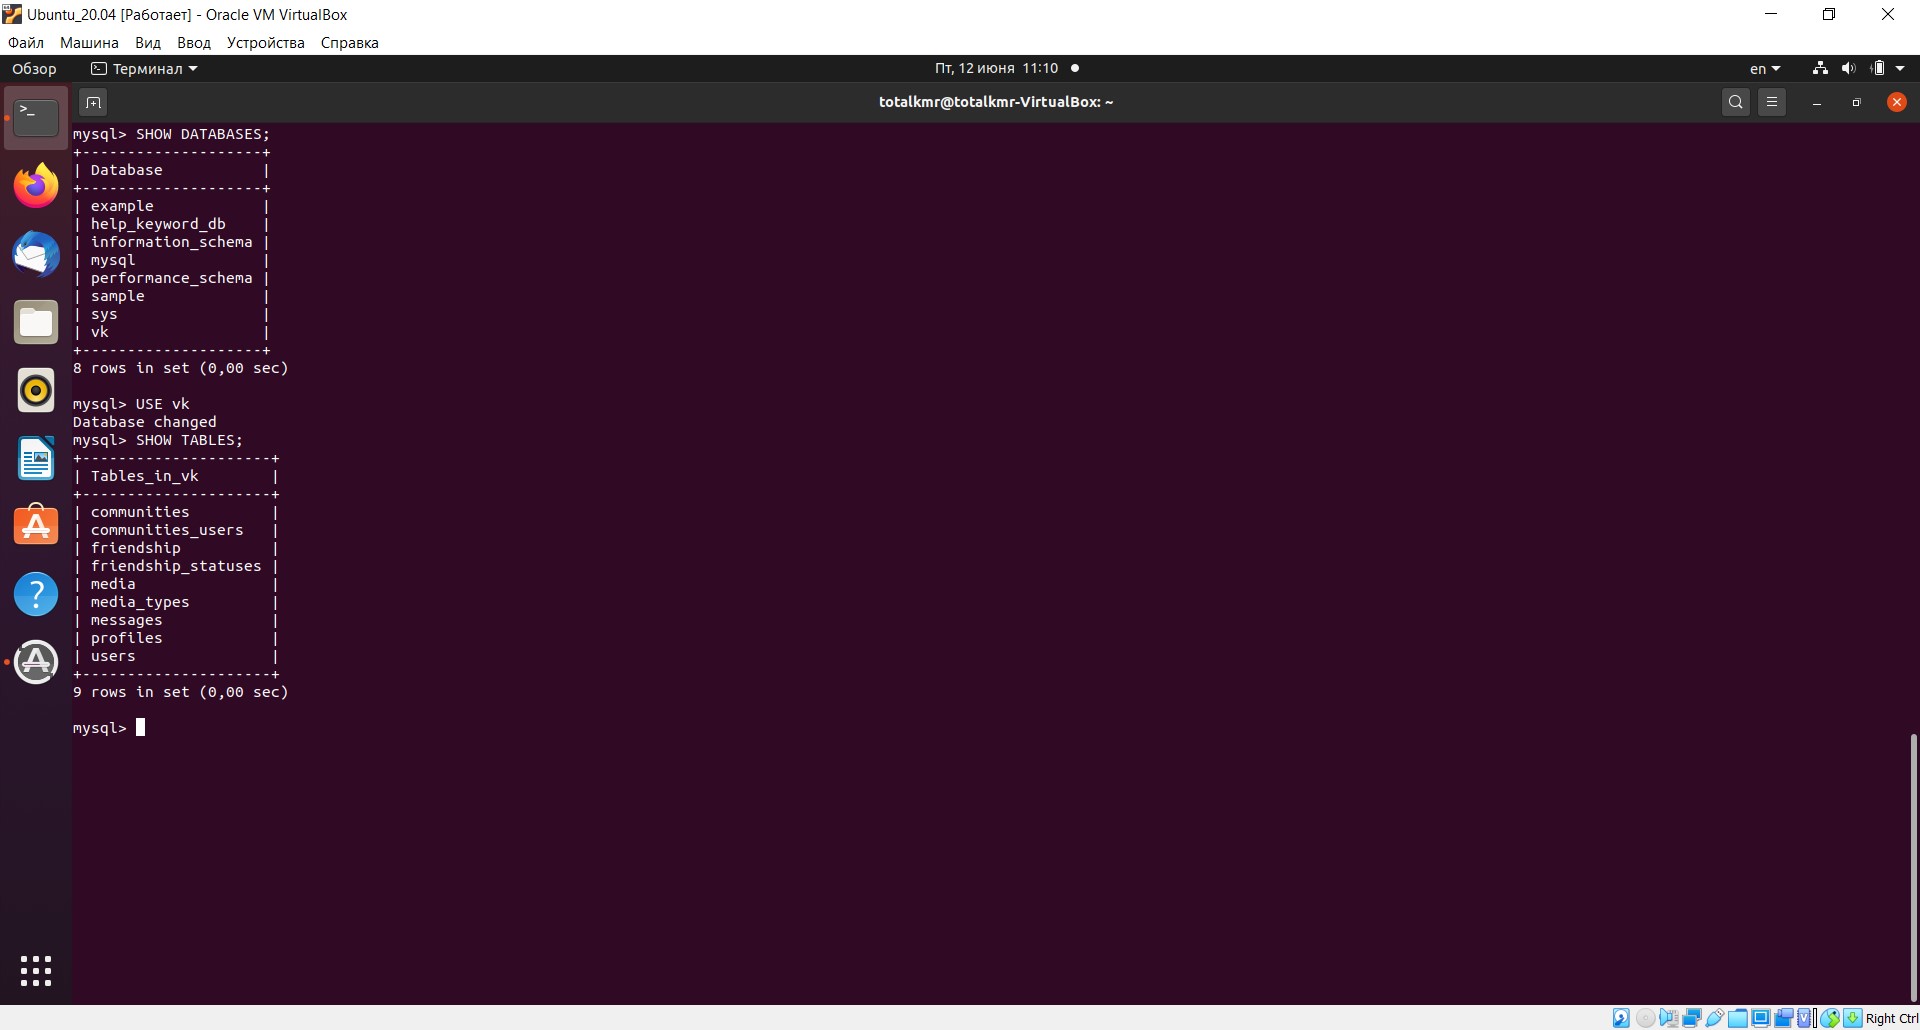 Ubuntu_20.04 [Работает] - Oracle VM VirtualBox
Файл Машина Вид Ввод Устройства Справка
Обзор Терминал Пт, 12 июня 11:10 en
totalkmr@totalkmr-VirtualBox: ~
mysql> SHOW DATABASES;
+--------------------+
| Database           |
+--------------------+
| example            |
| help_keyword_db    |
| information_schema |
| mysql              |
| performance_schema |
| sample             |
| sys                |
| vk                 |
+--------------------+
8 rows in set (0,00 sec)
mysql> USE vk
Database changed
mysql> SHOW TABLES;
+---------------------+
| Tables_in_vk        |
+---------------------+
| communities         |
| communities_users   |
| friendship          |
| friendship_statuses |
| media               |
| media_types         |
| messages            |
| profiles            |
| users               |
+---------------------+
9 rows in set (0,00 sec)
mysql>
Right Ctrl